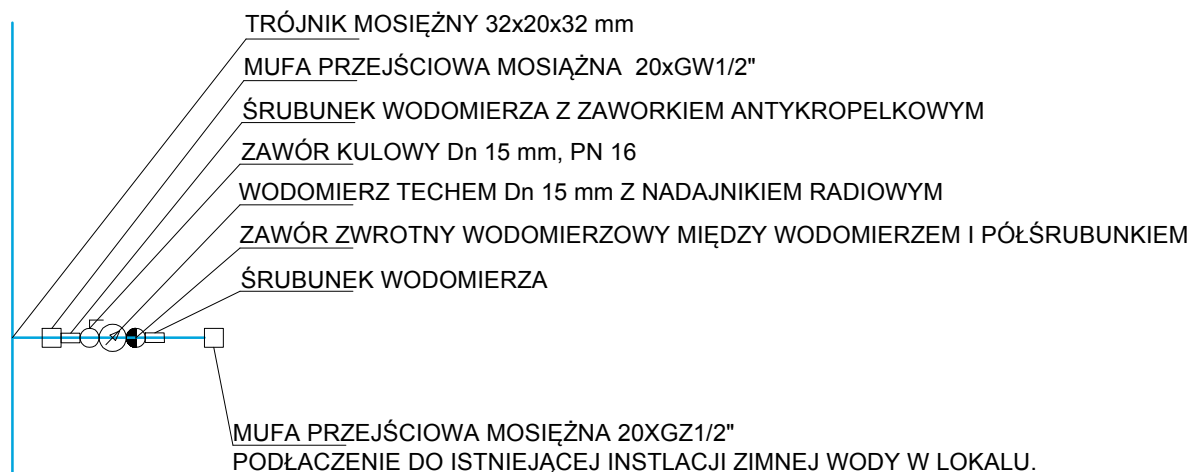 TRÓJNIK MOSIĘŻNY 32x20x32 mm
MUFA PRZEJŚCIOWA MOSIĄŻNA 20xGW1/2"
ŚRUBUNEK WODOMIERZA Z ZAWORKIEM ANTYKROPELKOWYM
ZAWÓR KULOWY Dn 15 mm, PN 16
WODOMIERZ TECHEM Dn 15 mm Z NADAJNIKIEM RADIOWYM
ZAWÓR ZWROTNY WODOMIERZOWY MIĘDZY WODOMIERZEM I PÓŁŚRUBUNKIEM
ŚRUBUNEK WODOMIERZA
MUFA PRZEJŚCIOWA MOSIĘŻNA 20XGZ1/2"
PODŁACZENIE DO ISTNIEJĄCEJ INSTLACJI ZIMNEJ WODY W LOKALU.